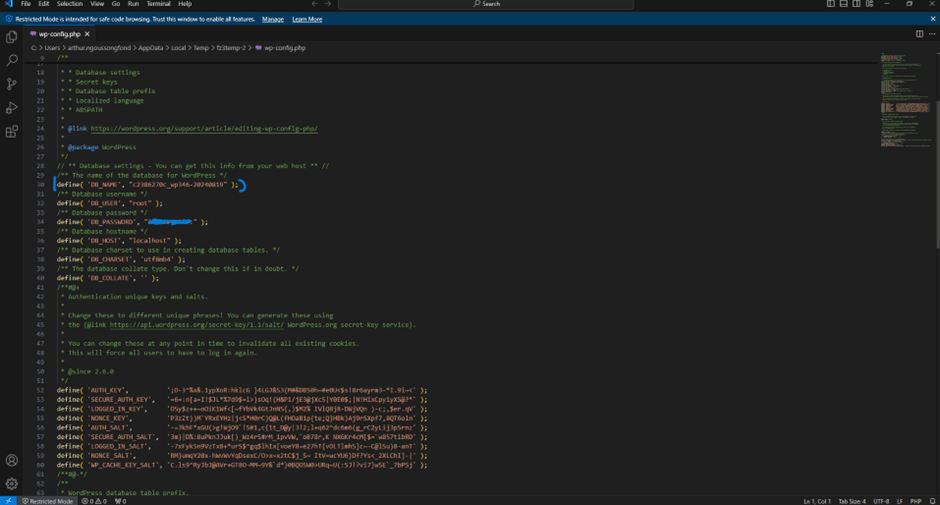 File Edit Selection View Go Run Terminal Help
Search
Restricted Mode is intended for safe code browsing. Trust this window to enable all features. Manage Learn More
wp-config.php
C: > Users > arthur.ngoussongfond > AppData > Local > Temp > fz3temp-2 > wp-config.php
9 /**
18 * * Database settings
19 * * Secret keys
20 * * Database table prefix
21 * * Localized language
22 * * ABSPATH
23 *
24 * @link https://wordpress.org/support/article/editing-wp-config-php/
25 *
26 * @package WordPress
27 */
28 // ** Database settings - You can get this info from your web host ** //
29 /** The name of the database for WordPress */
30 define( 'DB_NAME', "c2386270c_wp346-20240819" );
31 /** Database username */
32 define( 'DB_USER', "root" );
33 /** Database password */
34 define( 'DB_PASSWORD', " " );
35 /** Database hostname */
36 define( 'DB_HOST', "localhost" );
37 /** Database charset to use in creating database tables. */
38 define( 'DB_CHARSET', 'utf8mb4' );
39 /** The database collate type. Don't change this if in doubt. */
40 define( 'DB_COLLATE', '' );
41 /**#@+
42 * Authentication unique keys and salts.
43 *
44 * Change these to different unique phrases! You can generate these using
45 * the {@link https://api.wordpress.org/secret-key/1.1/salt/ WordPress.org secret-key service}.
46 *
47 * You can change these at any point in time to invalidate all existing cookies.
48 * This will force all users to have to log in again.
49 *
50 * @since 2.6.0
51 */
52 define( 'AUTH_KEY', );
53 define( 'SECURE_AUTH_KEY', );
54 define( 'LOGGED_IN_KEY', );
55 define( 'NONCE_KEY', );
56 define( 'AUTH_SALT', );
57 define( 'SECURE_AUTH_SALT', );
58 define( 'LOGGED_IN_SALT', );
59 define( 'NONCE_SALT', );
60 define( 'WP_CACHE_KEY_SALT', );
61 /**#@-*/
62 /**
63 * WordPress database table prefix.
Restricted Mode 0 0 0 Ln 1, Col 1 Tab Size: 4 UTF-8 LF PHP